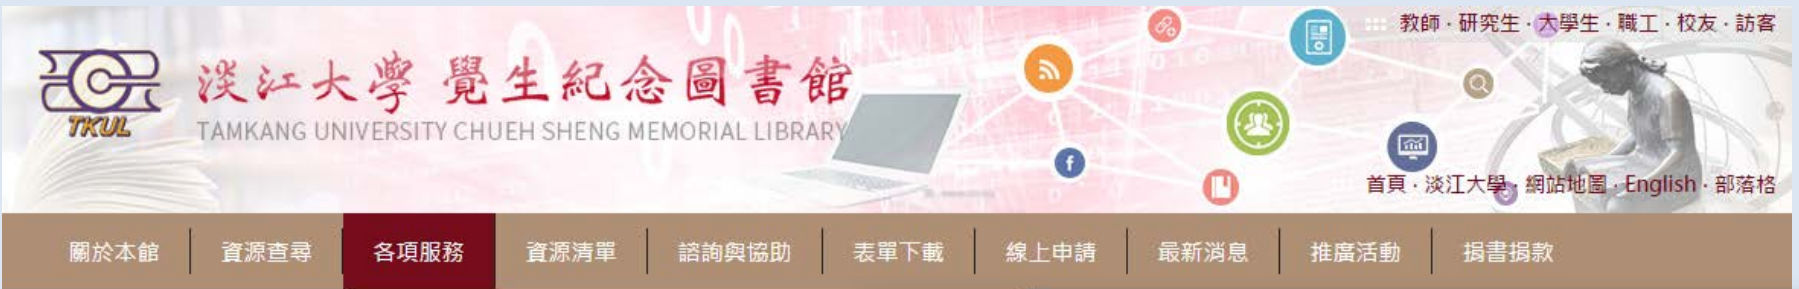 教師 · 研究生 · 大學生 · 職工 · 校友 · 訪客
淡江大學 覺生紀念圖書館
TKUL
TAMKANG UNIVERSITY CHUEH SHENG MEMORIAL LIBRARY
首頁 · 淡江大學 · 網站地圖 · English · 部落格
關於本館 資源查尋 各項服務 資源清單 諮詢與協助 表單下載 線上申請 最新消息 推廣活動 捐書捐款